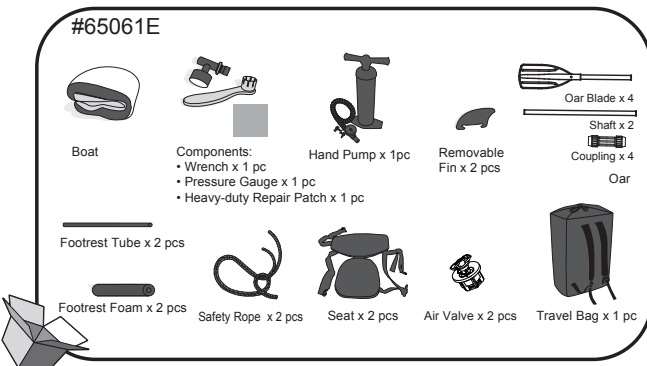 #65061E
Boat
Components:
• Wrench x 1 pc
• Pressure Gauge x 1 pc
• Heavy-duty Repair Patch x 1 pc
Hand Pump x 1pc
Removable
Fin x 2 pcs
Oar Blade x 4
Shaft x 2
Coupling x 4
Oar
Footrest Tube x 2 pcs
Footrest Foam x 2 pcs
Safety Rope x 2 pcs
Seat x 2 pcs
Air Valve x 2 pcs
Travel Bag x 1 pc